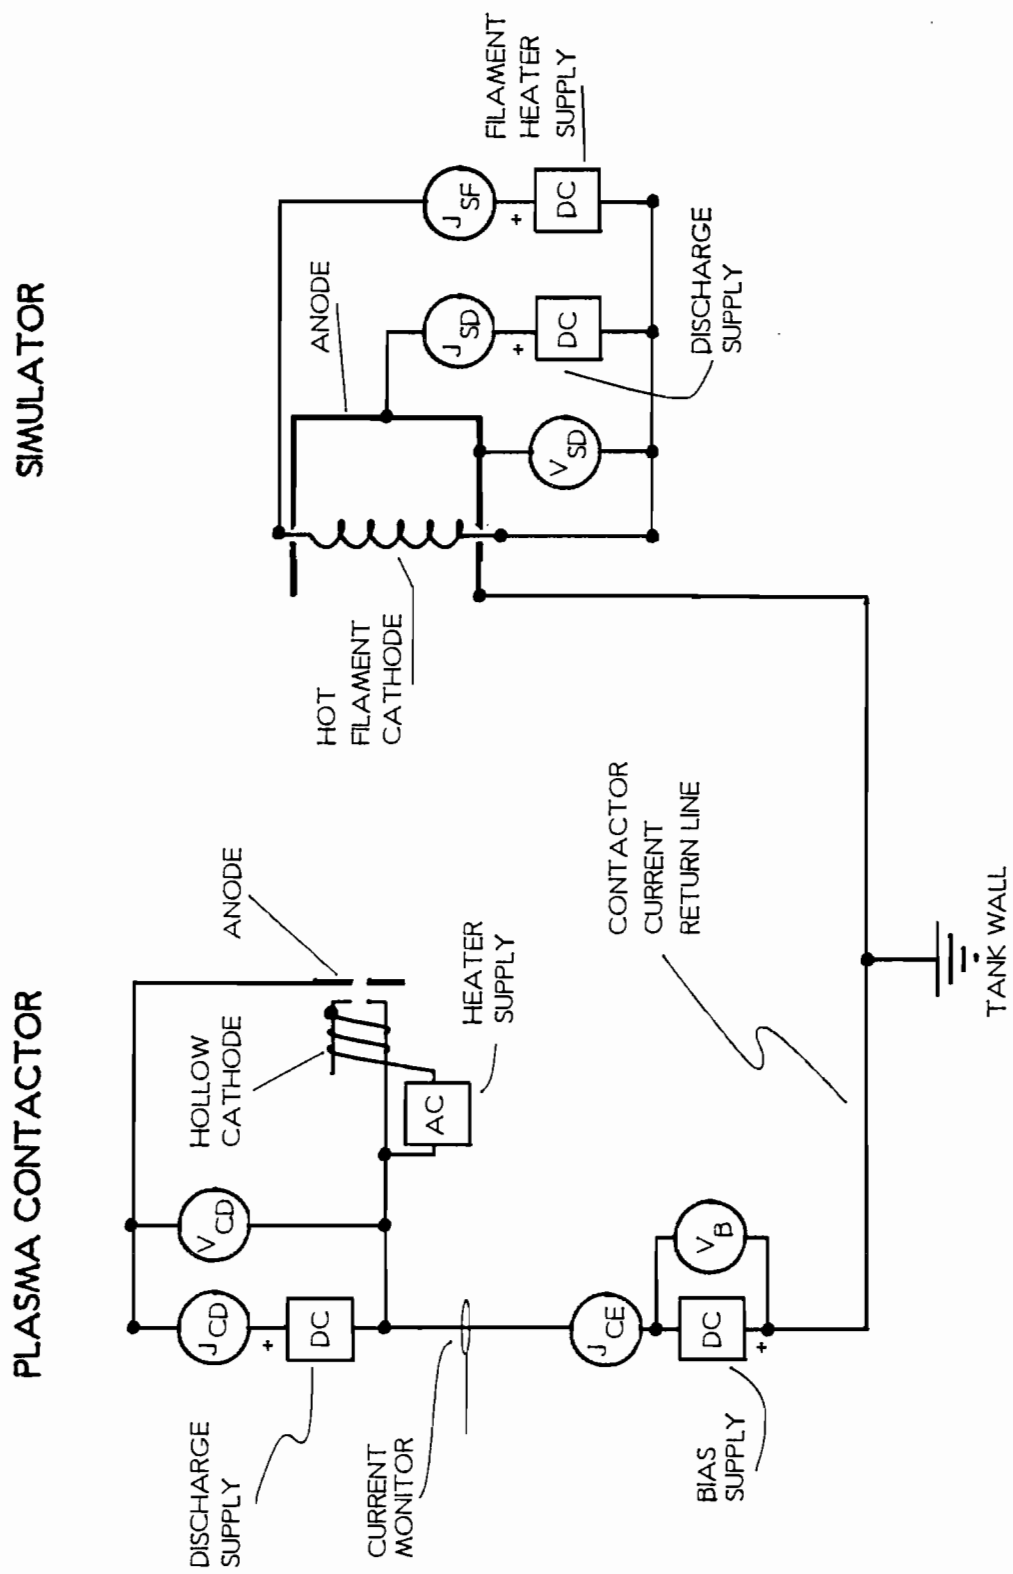 PLASMA CONTACTOR
SIMULATOR
DISCHARGE
SUPPLY
J CD
+
DC
V CD
HOLLOW
CATHODE
ANODE
AC
HEATER
SUPPLY
CURRENT
MONITOR
J CE
DC
+
V B
BIAS
SUPPLY
CONTACTOR
CURRENT
RETURN LINE
TANK WALL
HOT
FILAMENT
CATHODE
ANODE
V SD
J SD
+
DC
DISCHARGE
SUPPLY
J SF
+
DC
FILAMENT
HEATER
SUPPLY